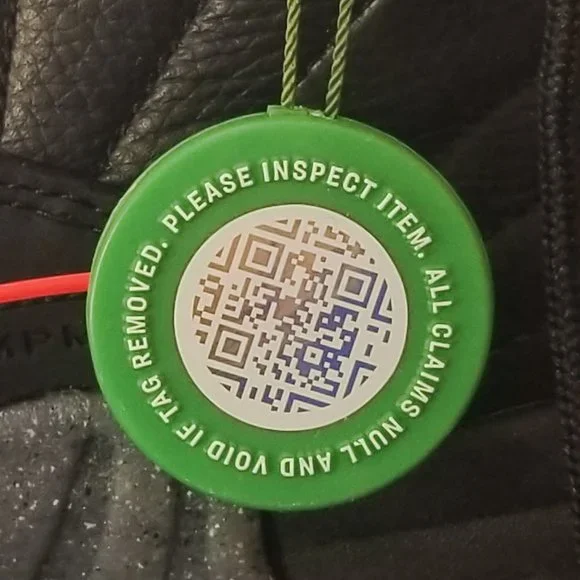 PLEASE INSPECT ITEM. ALL CLAIMS NULL AND VOID IF TAG REMOVED.